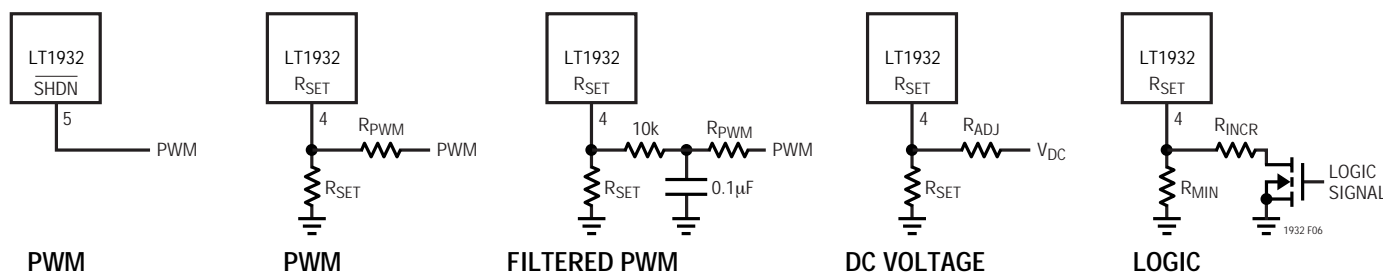 LT1932
SHDN
5
PWM
PWM
LT1932
RSET
4
RPWM
PWM
RSET
PWM
LT1932
RSET
4
10k
RPWM
PWM
RSET
0.1µF
FILTERED PWM
LT1932
RSET
4
RADJ
VDC
RSET
DC VOLTAGE
LT1932
RSET
4
RINCR
RMIN
LOGIC
SIGNAL
1932 F06
LOGIC